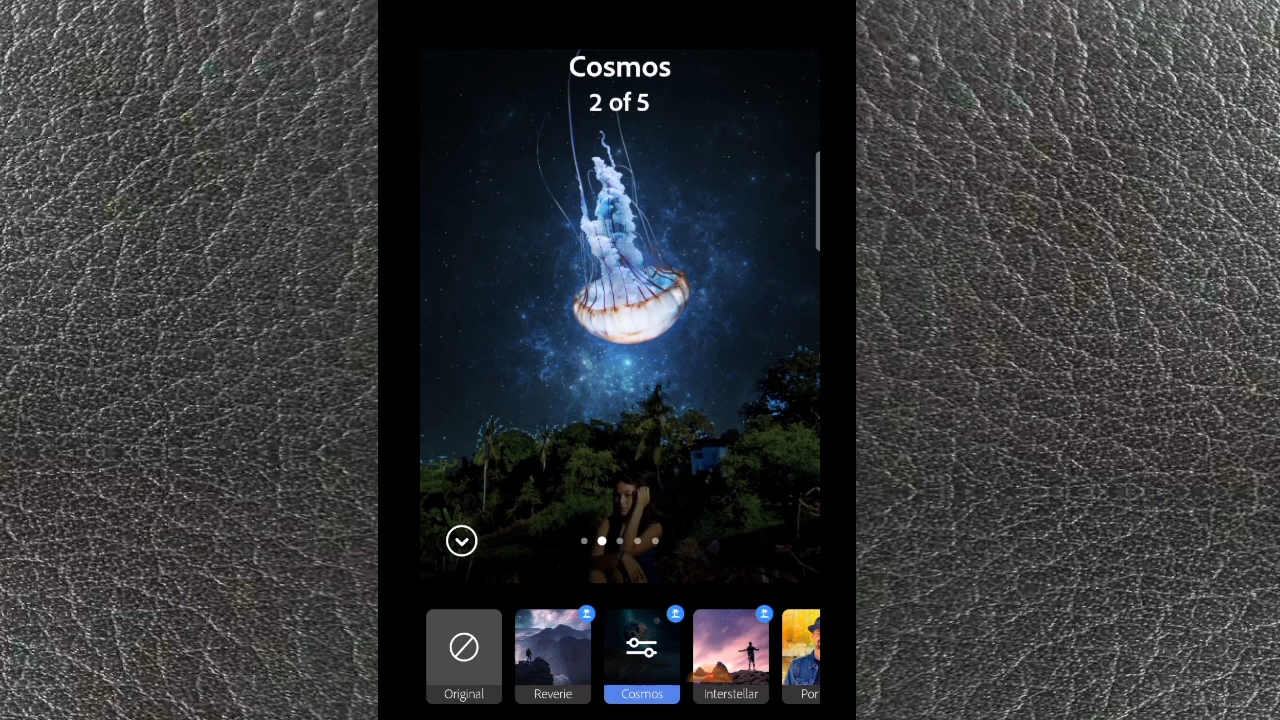 Cosmos
2 of 5
Original
Reverie
Cosmos
Interstellar
Por